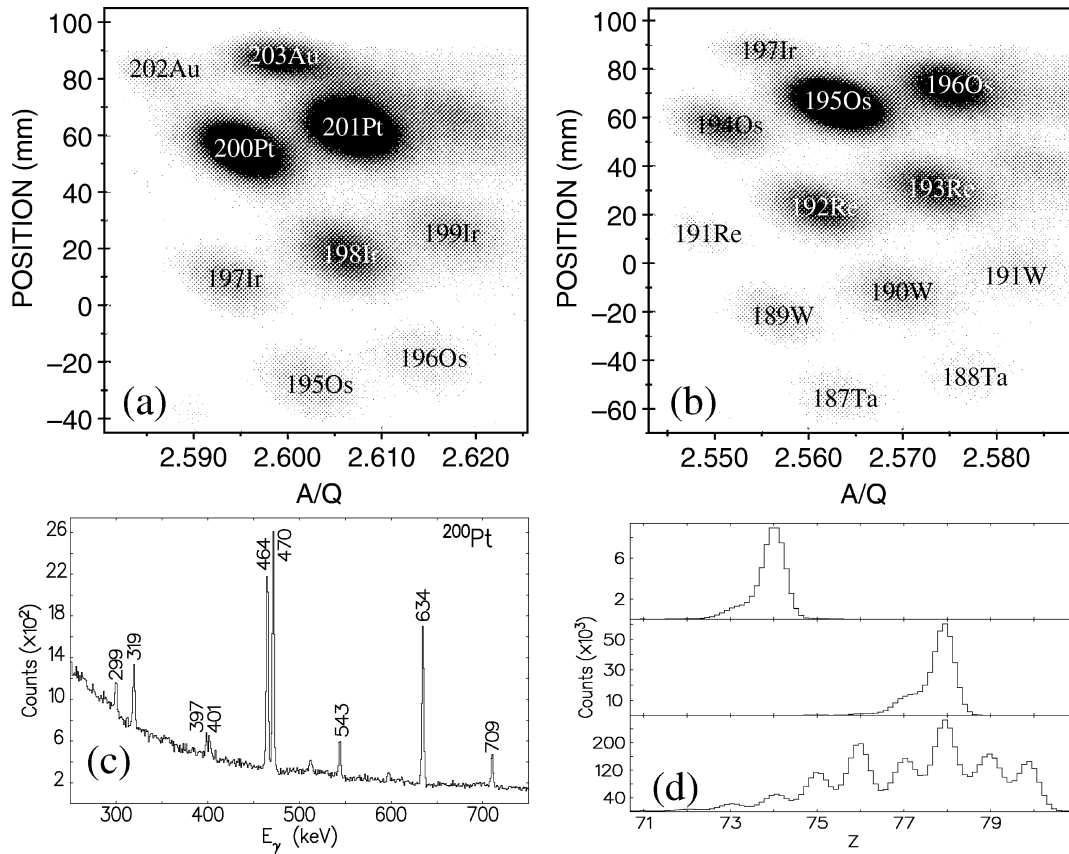 100
80
60
40
20
0
−20
−40
POSITION (mm)
202Au
203Au
200Pt
201Pt
197Ir
198Ir
199Ir
195Os
196Os
(a)
2.590 2.600 2.610 2.620
A/Q
100
80
60
40
20
0
−20
−40
−60
POSITION (mm)
197Ir
194Os
195Os
196Os
191Re
192Re
193Re
189W
190W
191W
187Ta
188Ta
(b)
2.550 2.560 2.570 2.580
A/Q
26
22
18
14
10
6
2
Counts (×10²)
²⁰⁰Pt
299
319
397
401
464
470
543
634
709
(c)
300 400 500 600 700
Eγ (keV)
6
2
50
30
10
200
120
40
Counts (×10³)
(d)
71 73 75 77 79
Z